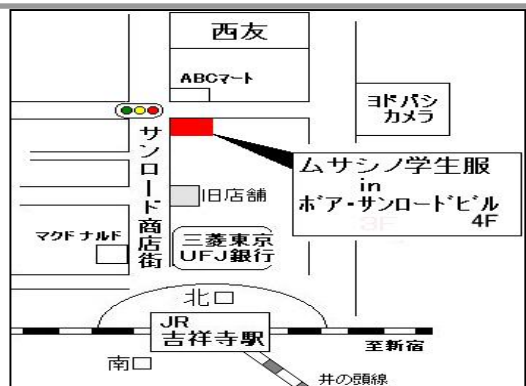 西友
ABCマート
ヨドバシ
カメラ
サンロード商店街
ムサシノ学生服
in
ボア・サンロードビル
4F
3F
旧店舗
マクドナルド
三菱東京
UFJ銀行
北口
JR
吉祥寺駅
至新宿
南口
井の頭線